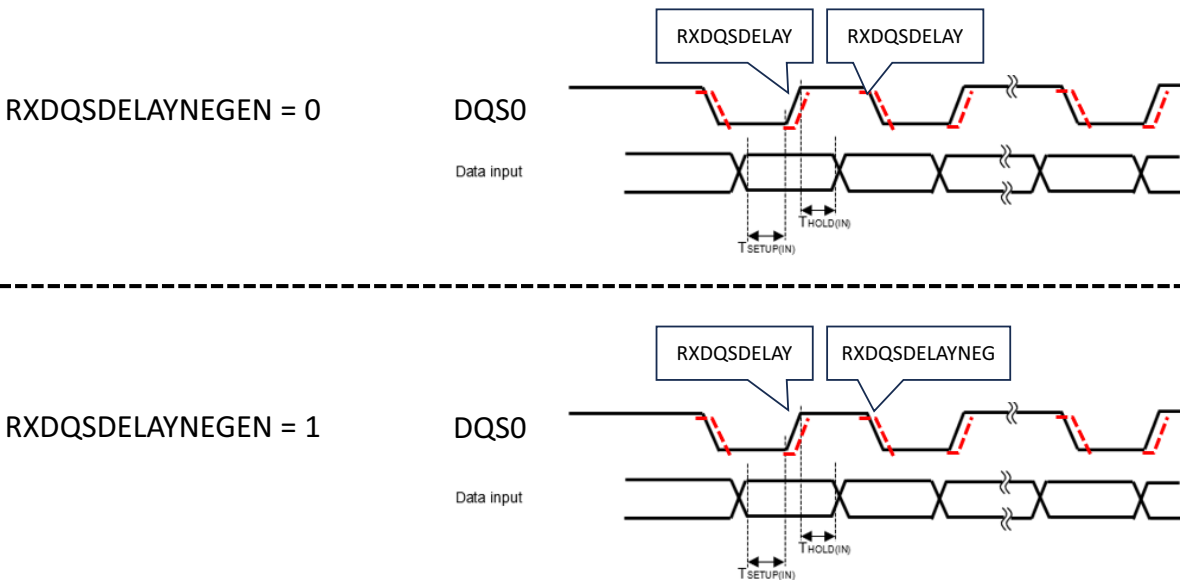 RXDQSDELAY
RXDQSDELAY
RXDQSDELAYNEGEN = 0
DQS0
Data input
THOLD(IN)
TSETUP(IN)
RXDQSDELAY
RXDQSDELAYNEG
RXDQSDELAYNEGEN = 1
DQS0
Data input
THOLD(IN)
TSETUP(IN)